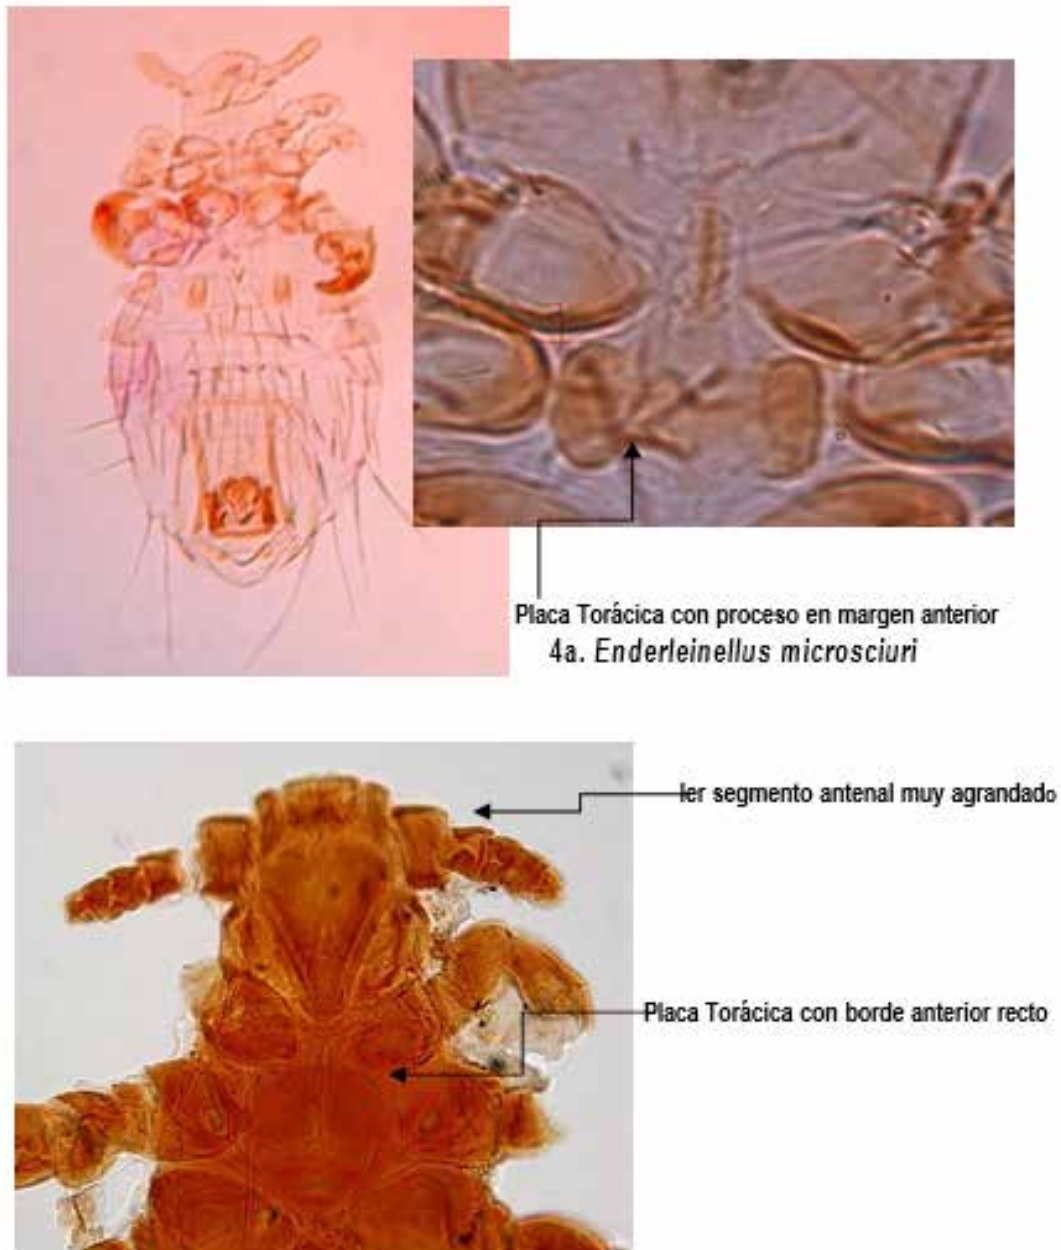 Placa Torácica con proceso en margen anterior
4a. Enderleinellus microsciuri
ler segmento antenal muy agrandado
Placa Torácica con borde anterior recto